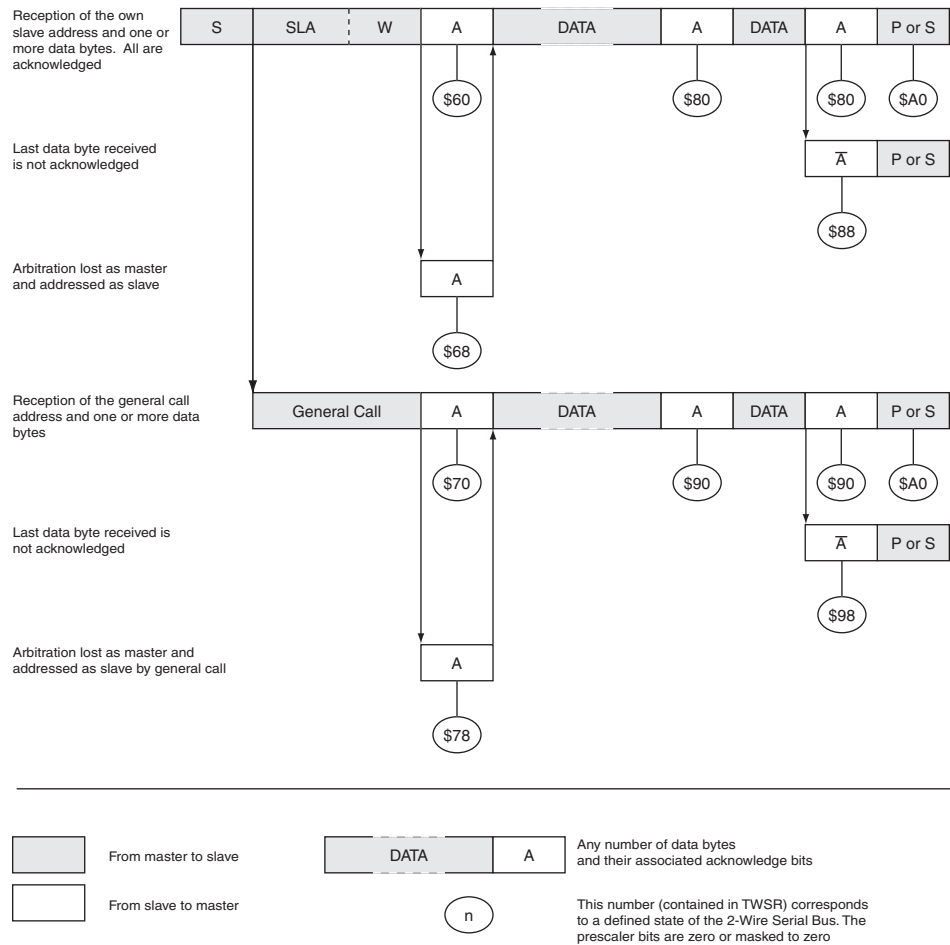 Reception of the own
slave address and one or
more data bytes. All are
acknowledged
S SLA W A DATA A DATA A P or S
$60 $80 $80 $A0
Last data byte received
is not acknowledged
A̅ P or S
$88
Arbitration lost as master
and addressed as slave
A
$68
Reception of the general call
address and one or more data
bytes
General Call A DATA A DATA A P or S
$70 $90 $90 $A0
Last data byte received is
not acknowledged
A̅ P or S
$98
Arbitration lost as master and
addressed as slave by general call
A
$78
From master to slave
DATA A
Any number of data bytes
and their associated acknowledge bits
From slave to master
n
This number (contained in TWSR) corresponds
to a defined state of the 2-Wire Serial Bus. The
prescaler bits are zero or masked to zero